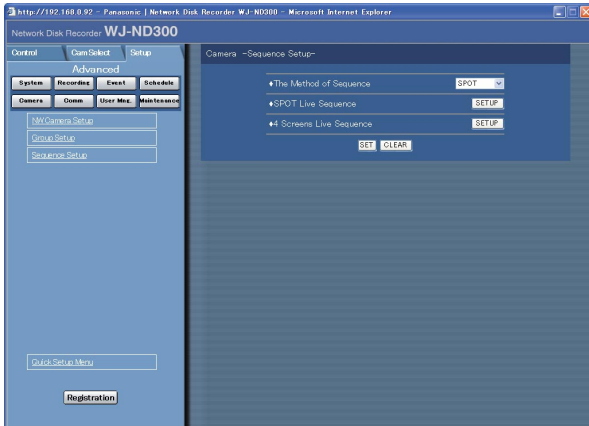 http://192.168.0.92 - Panasonic | Network Disk Recorder WJ-ND300 - Microsoft Internet Explorer
Network Disk Recorder WJ-ND300
Control Cam Select Setup
Advanced
System Recording Event Schedule
Camera Comm User Mng. Maintenance
NW Camera Setup
Group Setup
Sequence Setup
Quick Setup Menu
Registration
Camera -Sequence Setup-
♦The Method of Sequence SPOT
♦SPOT Live Sequence SETUP
♦4 Screens Live Sequence SETUP
SET CLEAR